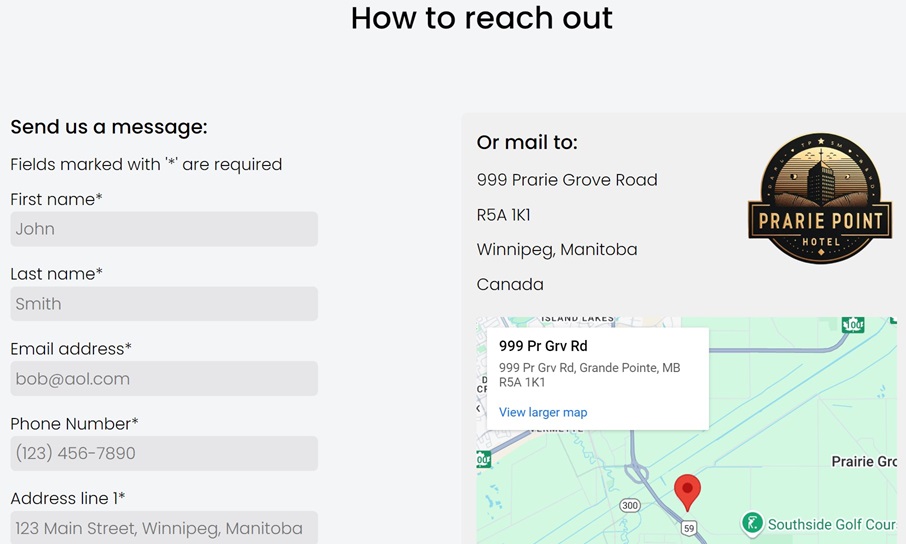 How to reach out
Send us a message:
Fields marked with '*' are required
First name*
John
Last name*
Smith
Email address*
bob@aol.com
Phone Number*
(123) 456-7890
Address line 1*
123 Main Street, Winnipeg, Manitoba
Or mail to:
999 Prarie Grove Road
R5A 1K1
Winnipeg, Manitoba
Canada
PRARIE POINT
HOTEL
ISLAND LAKES
100
999 Pr Grv Rd
999 Pr Grv Rd, Grande Pointe, MB
R5A 1K1
View larger map
VERMETTE
Prairie Gro
300
59
Southside Golf Cour